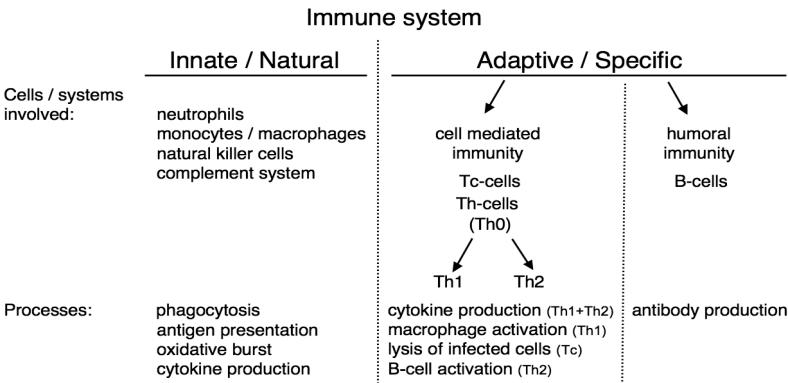 Immune system
Innate / Natural
Adaptive / Specific
Cells / systems
involved:
neutrophils
monocytes / macrophages
natural killer cells
complement system
cell mediated
immunity
Tc-cells
Th-cells
(Th0)
Th1 Th2
humoral
immunity
B-cells
Processes:
phagocytosis
antigen presentation
oxidative burst
cytokine production
cytokine production (Th1+Th2)
macrophage activation (Th1)
lysis of infected cells (Tc)
B-cell activation (Th2)
antibody production